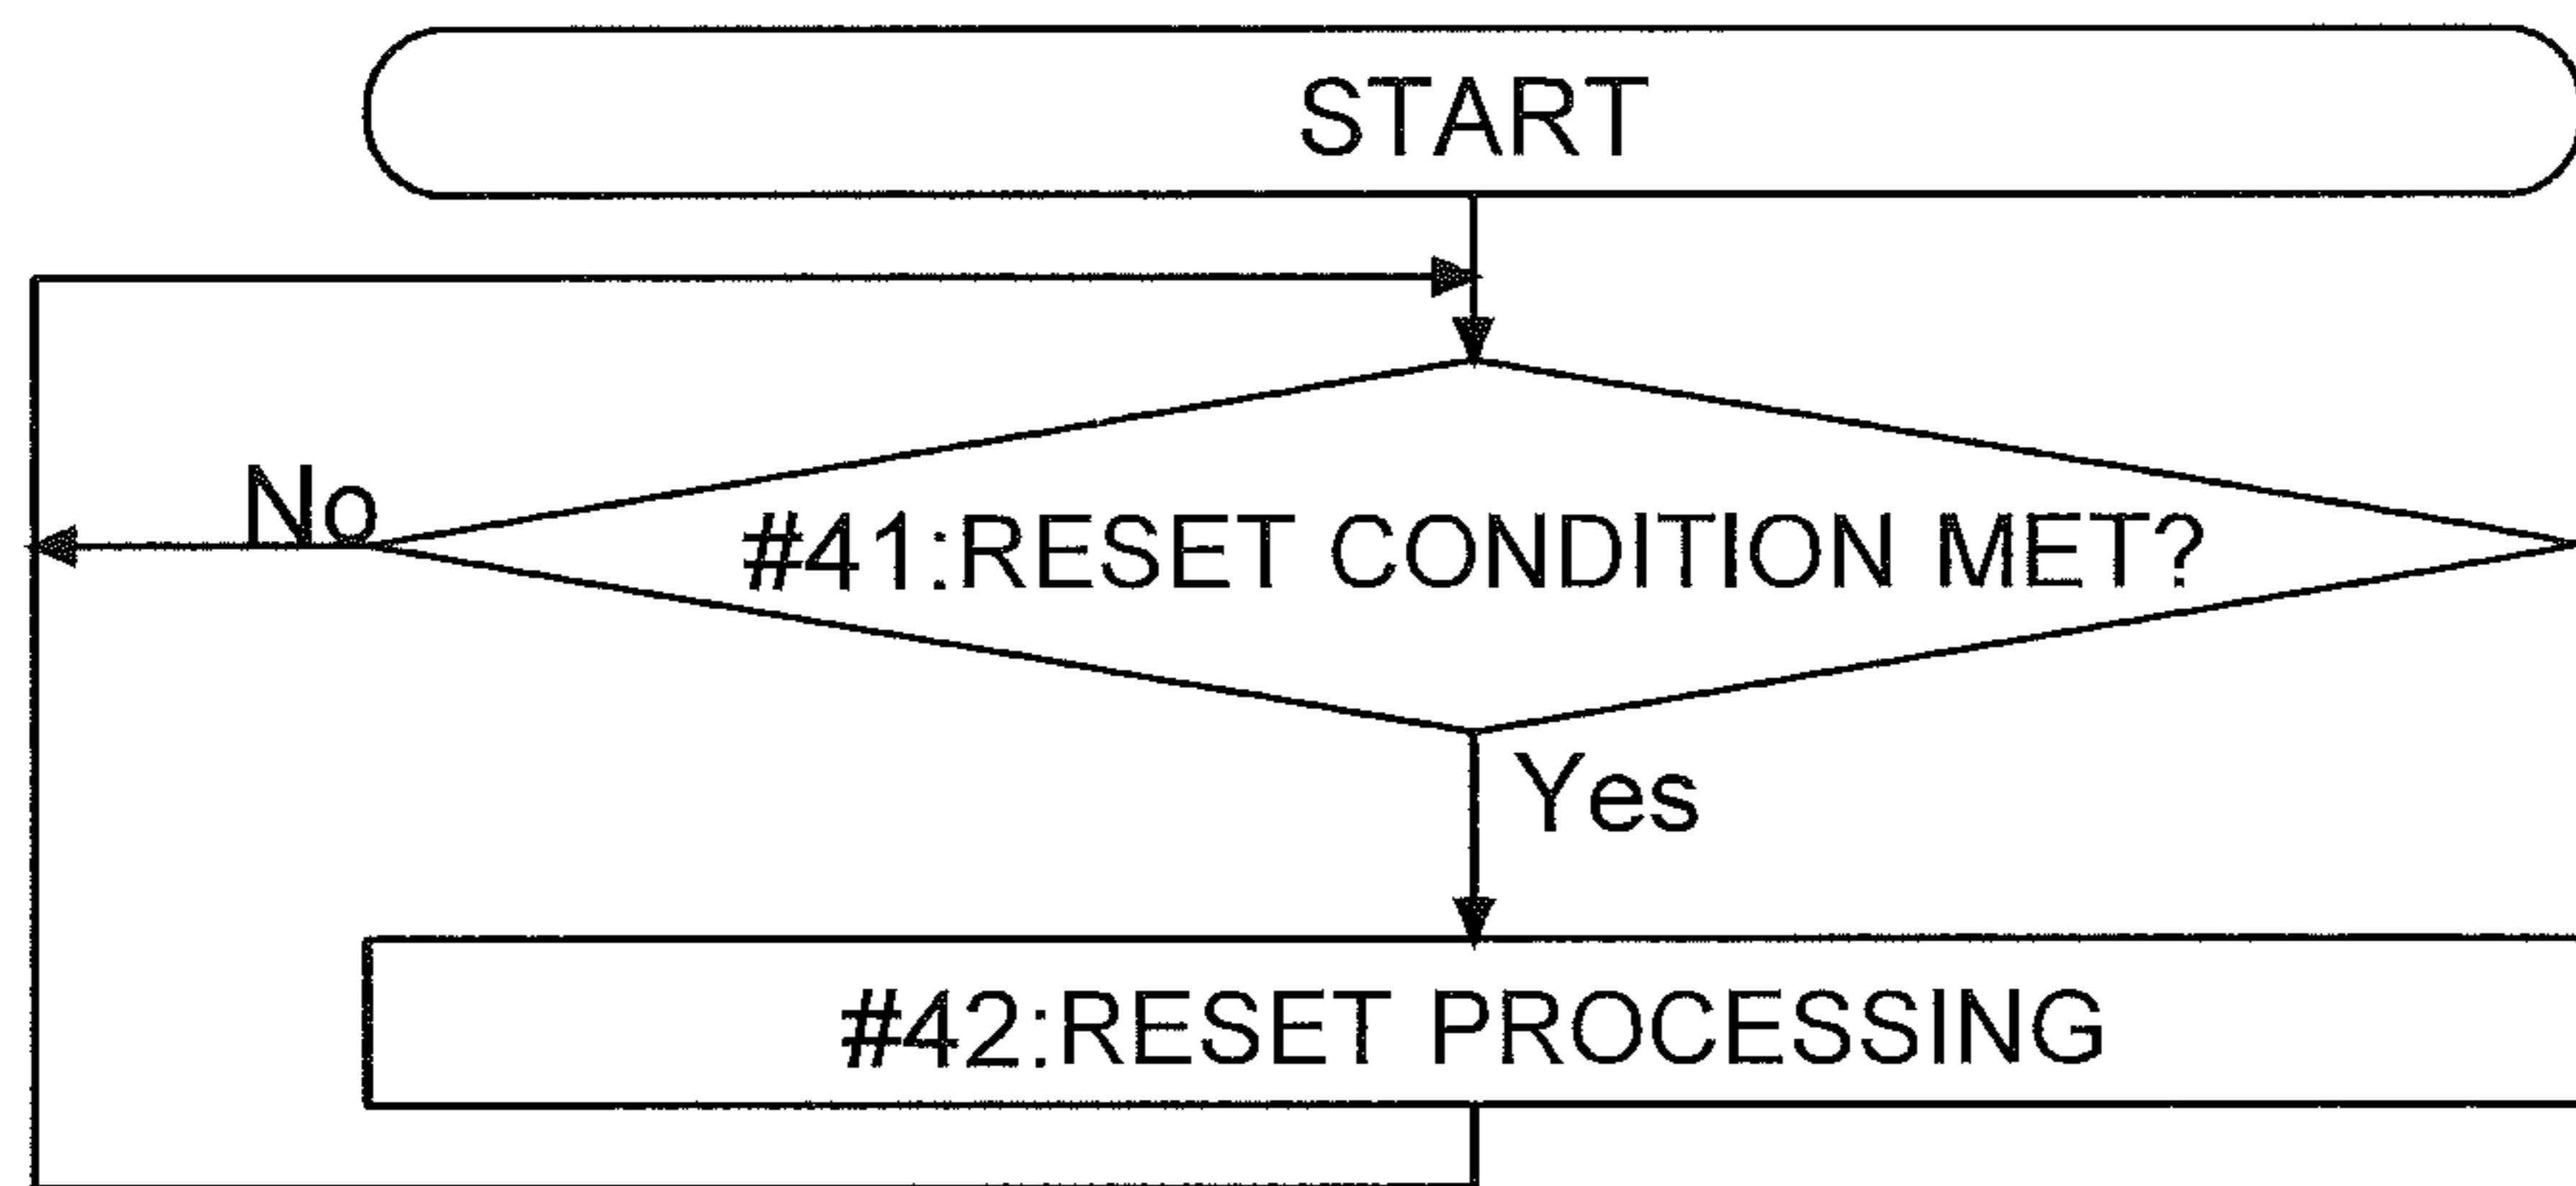 START
No
#41:RESET CONDITION MET?
Yes
#42:RESET PROCESSING